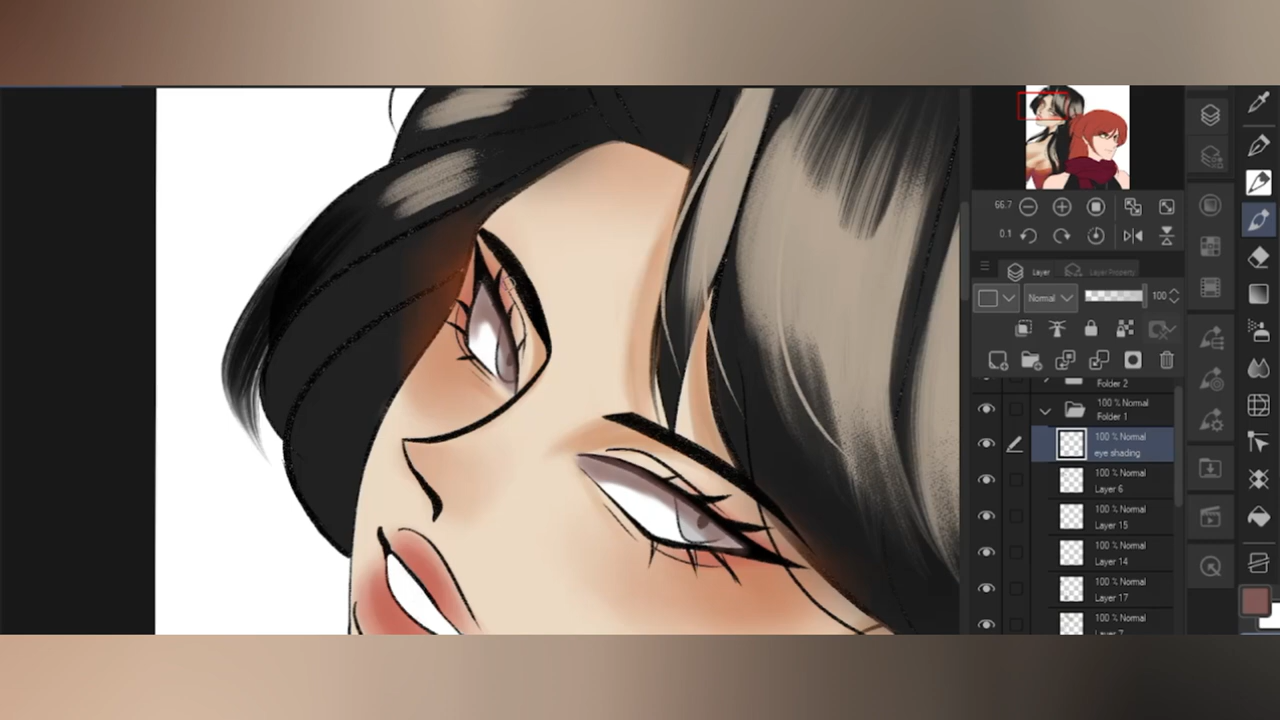 66.7
0.1
Layer
Layer Property
Normal
100
Folder 2
100 % Normal
Folder 1
100 % Normal
eye shading
100 % Normal
Layer 6
100 % Normal
Layer 15
100 % Normal
Layer 14
100 % Normal
Layer 17
100 % Normal